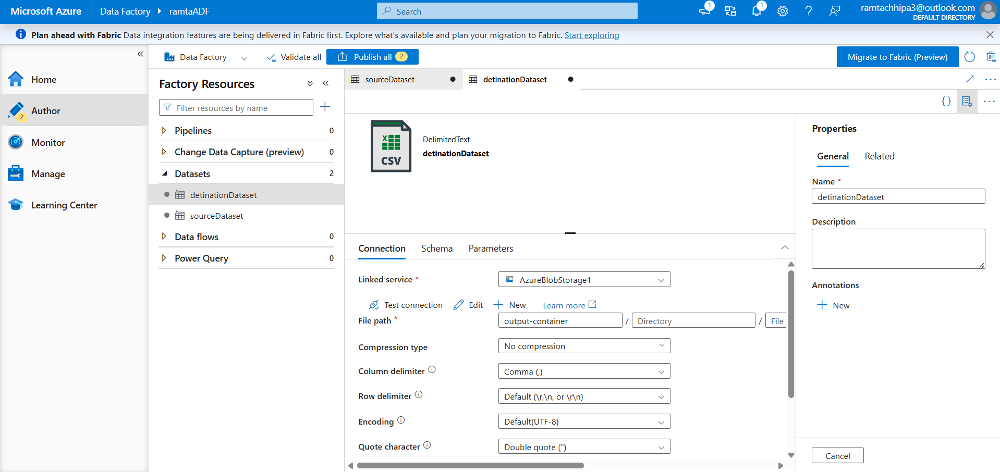 Microsoft Azure
Data Factory
ramtaADF
Search
1
1
ramtachhipa3@outlook.com
DEFAULT DIRECTORY
Plan ahead with Fabric Data integration features are being delivered in Fabric first. Explore what's available and plan your migration to Fabric. Start exploring
Data Factory
Validate all
Publish all 2
Migrate to Fabric (Preview)
Home
Author
2
Monitor
Manage
Learning Center
Factory Resources
Filter resources by name
Pipelines 0
Change Data Capture (preview) 0
Datasets 2
detinationDataset
sourceDataset
Data flows 0
Power Query 0
sourceDataset
detinationDataset
{}
CSV
DelimitedText
detinationDataset
Connection
Schema
Parameters
Linked service *
AzureBlobStorage1
Test connection
Edit
New
Learn more
File path *
output-container / Directory / File
Compression type
No compression
Column delimiter
Comma (,)
Row delimiter
Default (\r,\n, or \r\n)
Encoding
Default(UTF-8)
Quote character
Double quote (")
Properties
General
Related
Name *
detinationDataset
Description
Annotations
New
Cancel